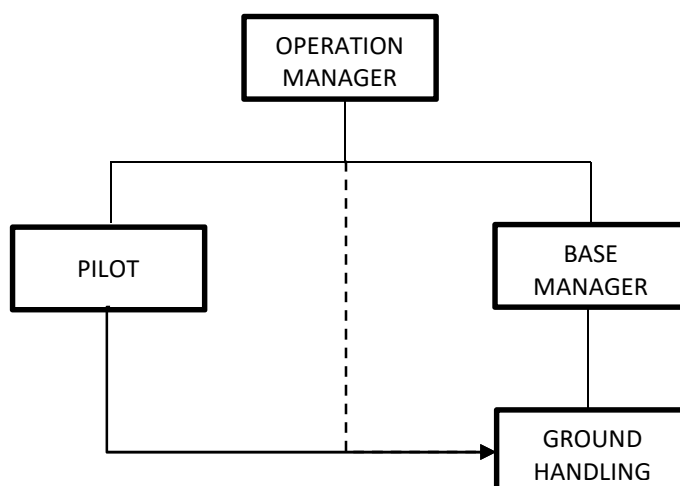 OPERATION
MANAGER
PILOT
BASE
MANAGER
GROUND
HANDLING